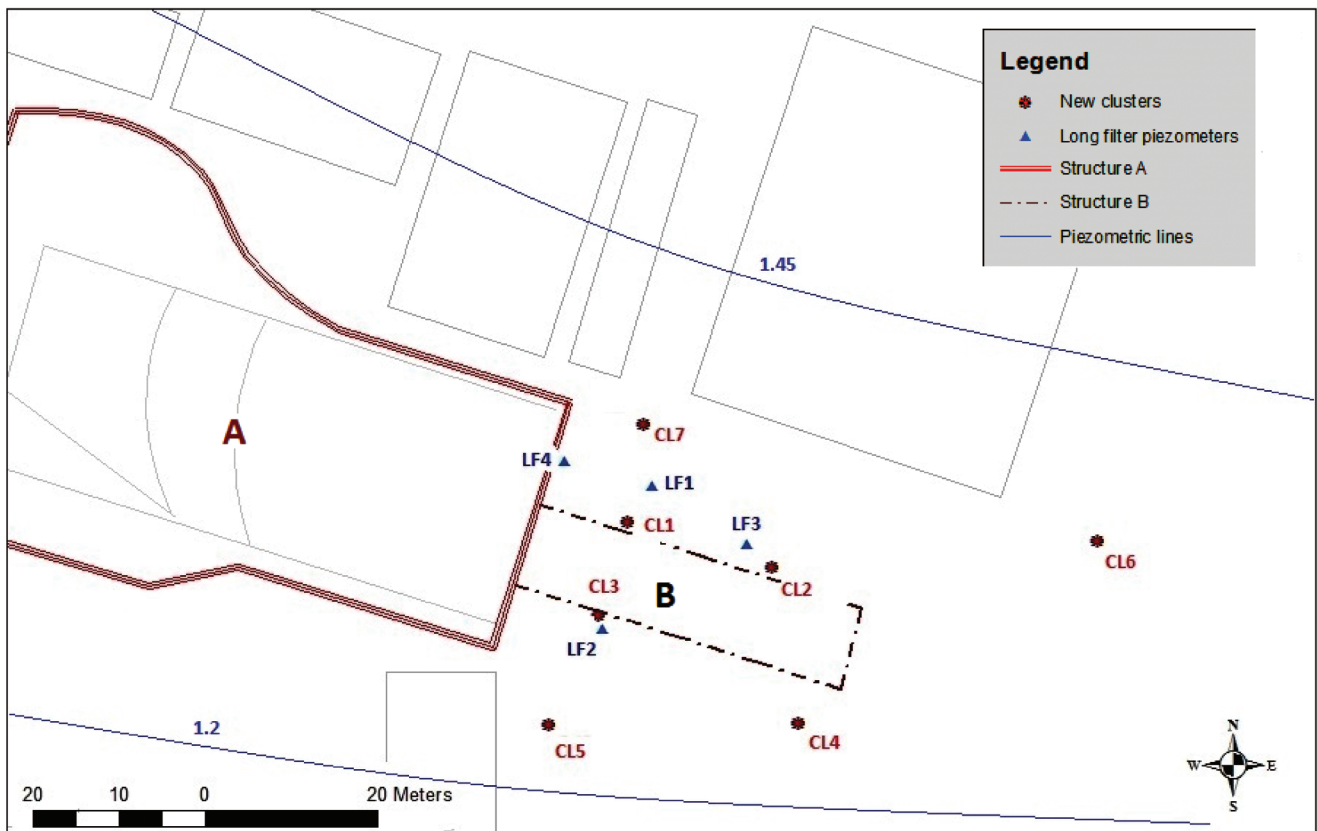 Legend
New clusters
Long filter piezometers
Structure A
Structure B
Piezometric lines
1.45
A
CL7
LF4
LF1
CL1
LF3
CL6
CL2
CL3
B
LF2
1.2
CL5
CL4
N
W E
S
20 10 0 20 Meters